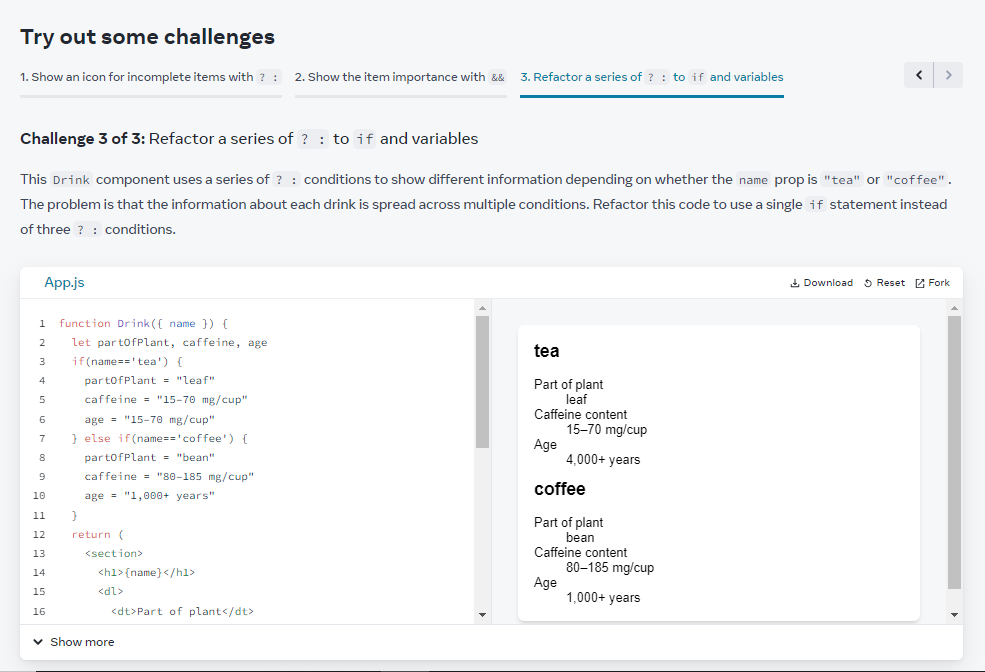 Try out some challenges
1. Show an icon for incomplete items with ? :
2. Show the item importance with &&
3. Refactor a series of ? : to if and variables
Challenge 3 of 3: Refactor a series of ? : to if and variables
This Drink component uses a series of ? : conditions to show different information depending on whether the name prop is "tea" or "coffee".
The problem is that the information about each drink is spread across multiple conditions. Refactor this code to use a single if statement instead
of three ? : conditions.
App.js
Download
Reset
Fork
1 function Drink({ name }) {
2 let partOfPlant, caffeine, age
3 if(name=='tea') {
4 partOfPlant = "leaf"
5 caffeine = "15–70 mg/cup"
6 age = "15–70 mg/cup"
7 } else if(name=='coffee') {
8 partOfPlant = "bean"
9 caffeine = "80–185 mg/cup"
10 age = "1,000+ years"
11 }
12 return (
13 <section>
14 <h1>{name}</h1>
15 <dl>
16 <dt>Part of plant</dt>
tea
Part of plant
leaf
Caffeine content
15–70 mg/cup
Age
4,000+ years
coffee
Part of plant
bean
Caffeine content
80–185 mg/cup
Age
1,000+ years
Show more